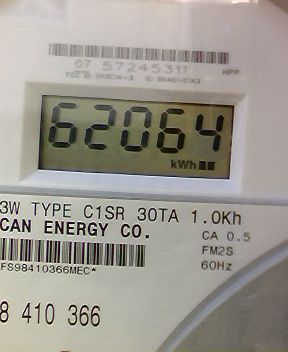 07 57245311 HPP
62064
kWh
3W TYPE C1SR 30TA 1.0Kh
CAN ENERGY CO.
CA 0.5
FM2S
60Hz
FS98410366MEC*
8 410 366